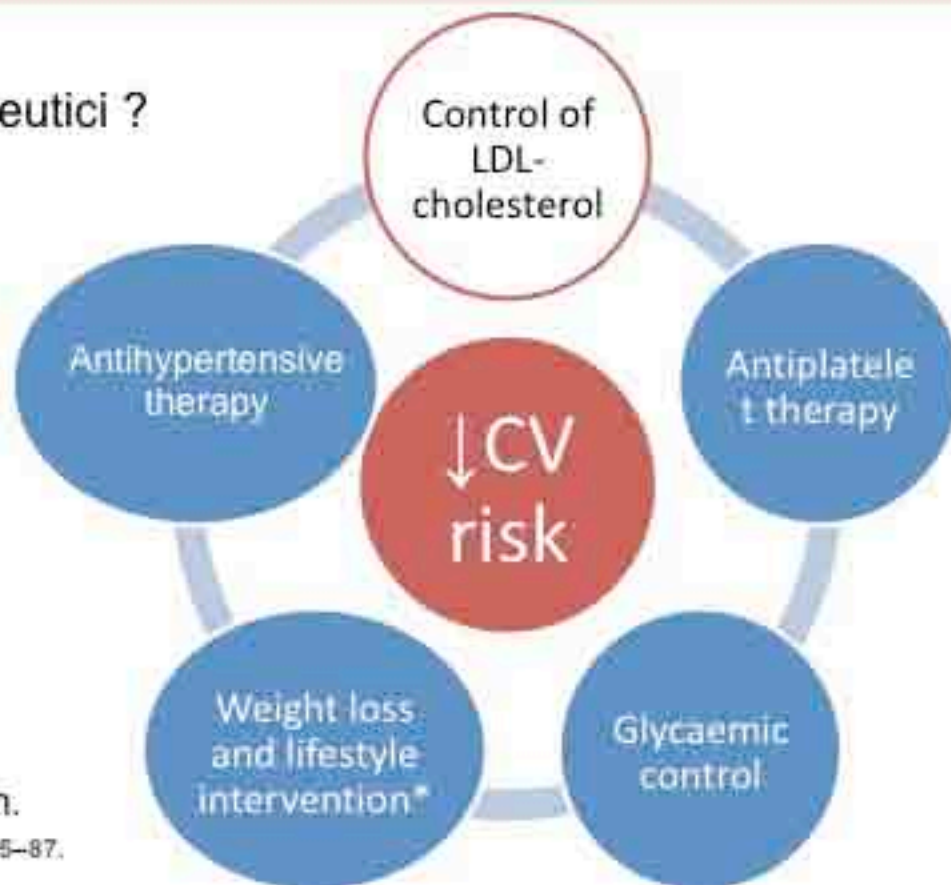 eutici ?
Control of
LDL-
cholesterol
Antihypertensive
therapy
Antiplatele
t therapy
↓CV
risk
Weight loss
and lifestyle
intervention*
Glycaemic
control
n.
5–87.